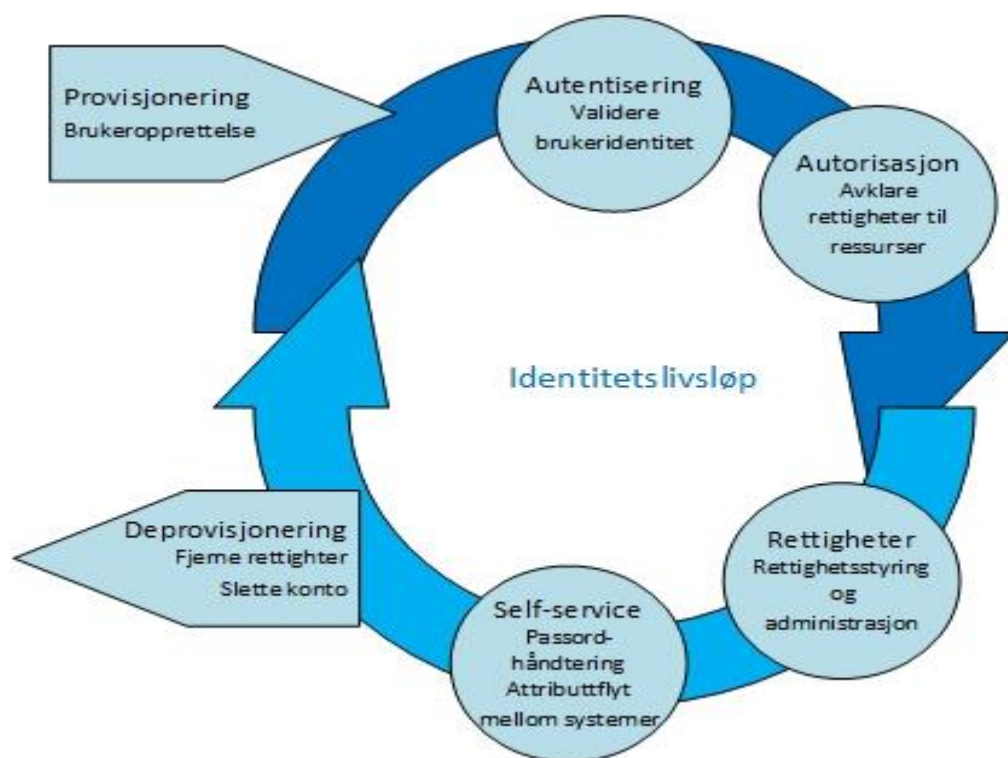 Provisjonering
Brukeropprettelse
Autentisering
Validere
brukeridentitet
Autorisasjon
Avklare
rettigheter til
ressurser
Identitetslivsløp
Rettigheter
Rettighetsstyring
og
administrasjon
Self-service
Passord-
håndtering
Attributtflyt
mellom systemer
Deprovisjonering
Fjerne rettighter
Slette konto